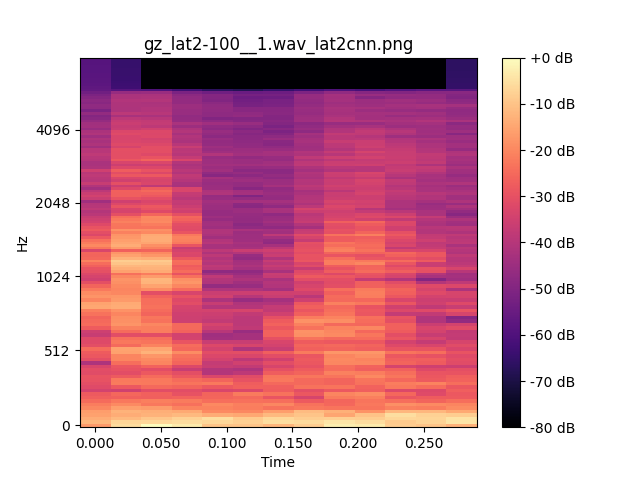 gz_lat2-100__1.wav_lat2cnn.png
Hz
4096
2048
1024
512
0
0.000 0.050 0.100 0.150 0.200 0.250
Time
+0 dB
-10 dB
-20 dB
-30 dB
-40 dB
-50 dB
-60 dB
-70 dB
-80 dB